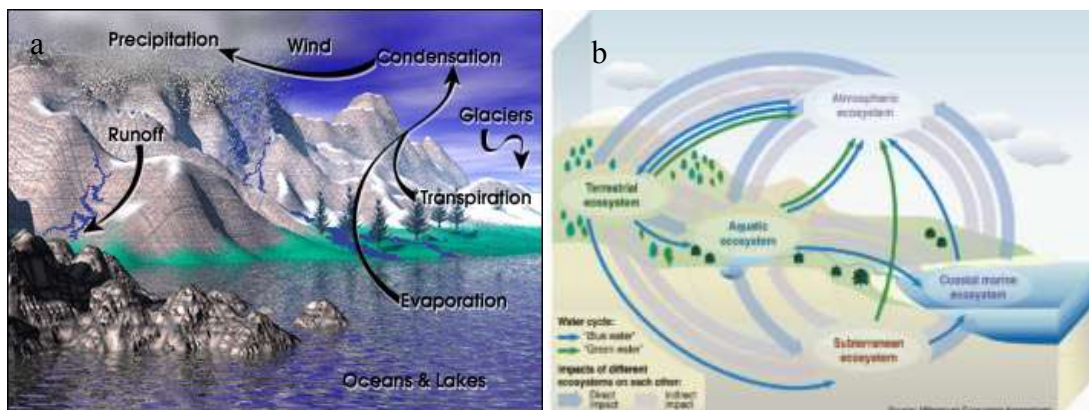 a
Precipitation
Wind
Condensation
Glaciers
Runoff
Transpiration
Evaporation
Oceans & Lakes
b
Atmospheric
ecosystem
Terrestrial
ecosystem
Aquatic
ecosystem
Coastal marine
ecosystem
Subterranean
ecosystem
Water cycle:
"Blue water"
"Green water"
Impacts of different
ecosystems on each other:
Direct
impact
Indirect
impact